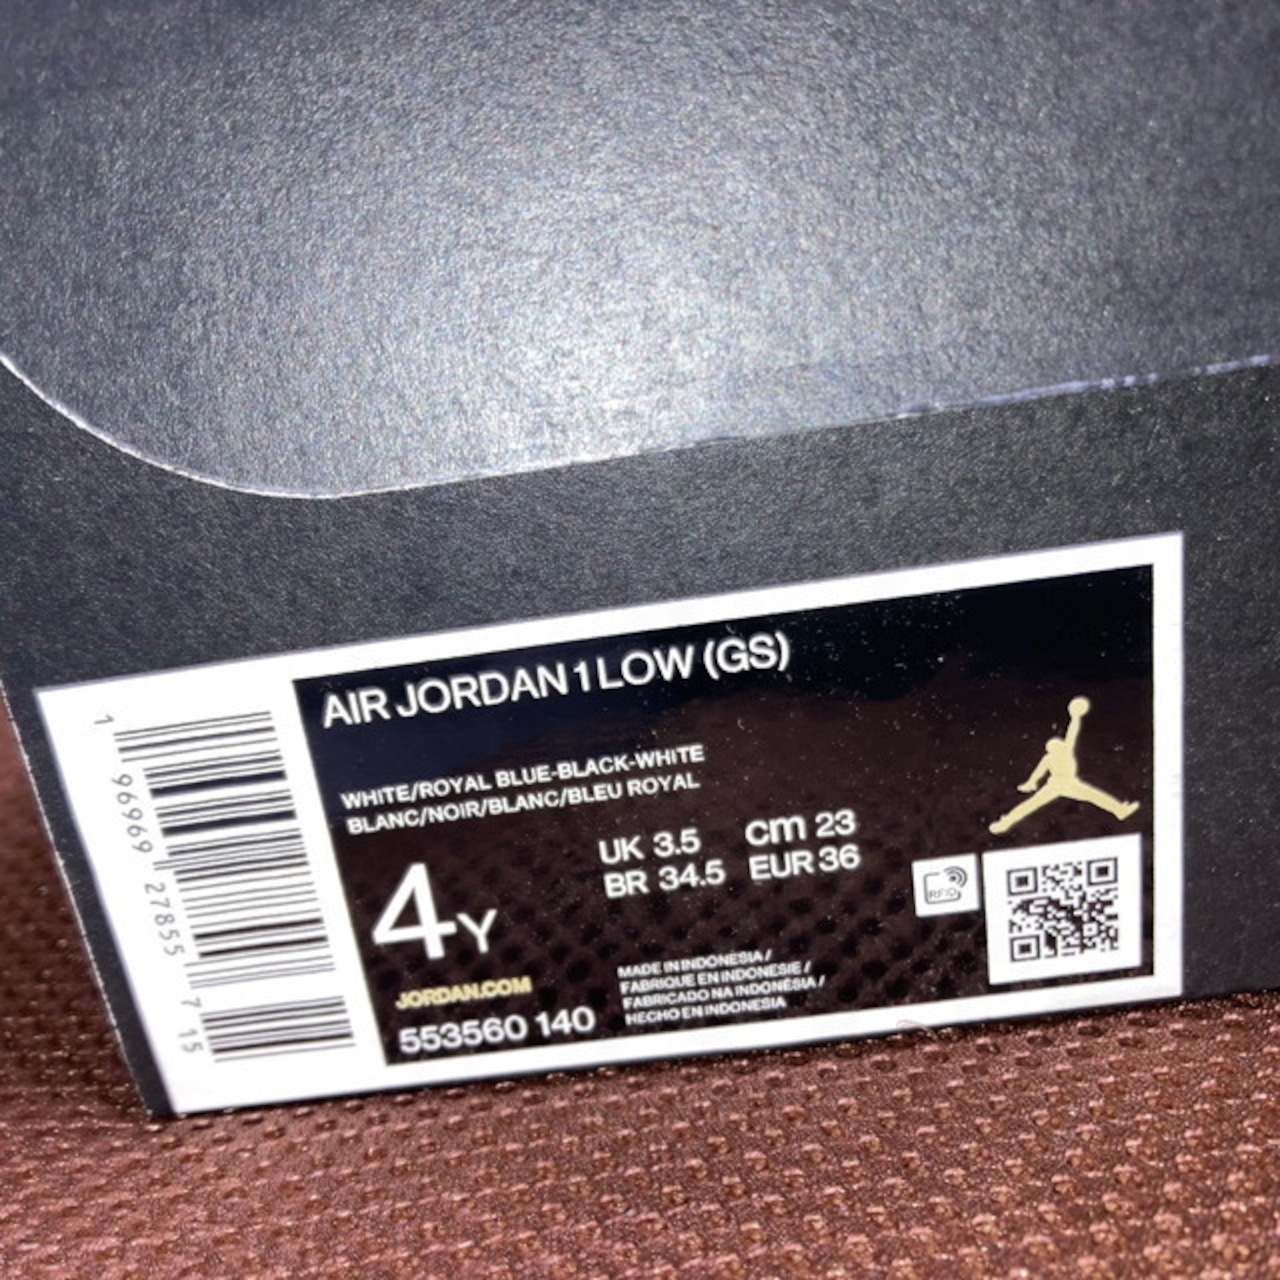 AIR JORDAN 1 LOW (GS)
WHITE/ROYAL BLUE-BLACK-WHITE
BLANC/NOIR/BLANC/BLEU ROYAL
4Y
UK 3.5 cm 23
BR 34.5 EUR 36
JORDAN.COM
553560 140
MADE IN INDONESIA /
FABRIQUE EN INDONESIE /
FABRICADO NA INDONÉSIA /
HECHO EN INDONESIA
RFID
1 96969 27855 7 15